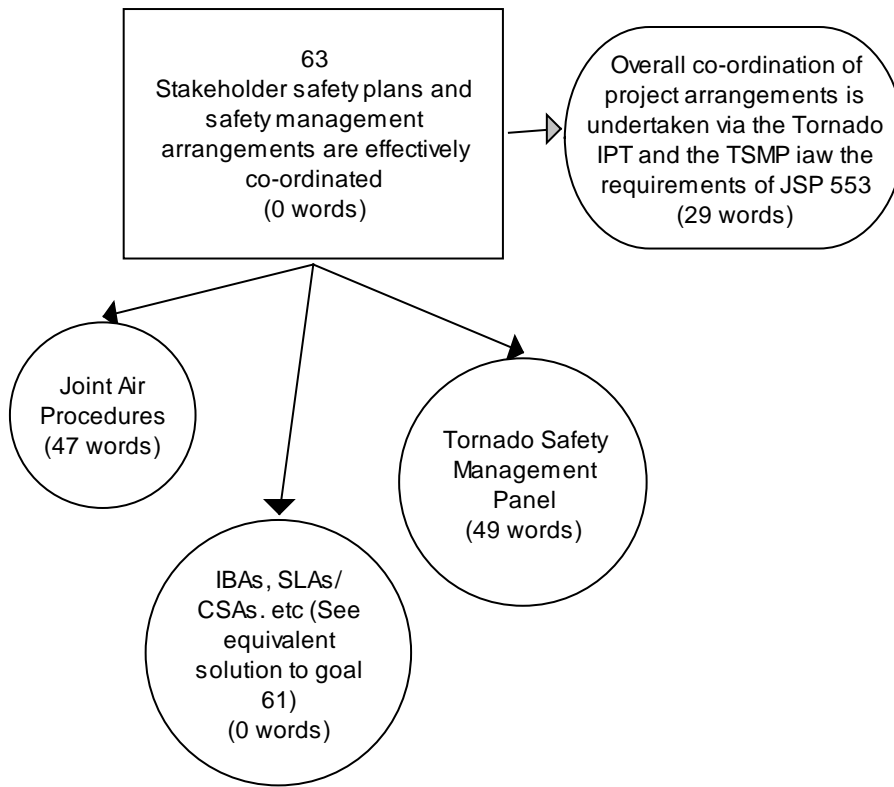 63
Stakeholder safety plans and
safety management
arrangements are effectively
co-ordinated
(0 words)
Overall co-ordination of
project arrangements is
undertaken via the Tornado
IPT and the TSMP iaw the
requirements of JSP 553
(29 words)
Joint Air
Procedures
(47 words)
Tornado Safety
Management
Panel
(49 words)
IBAs, SLAs/
CSAs. etc (See
equivalent
solution to goal
61)
(0 words)